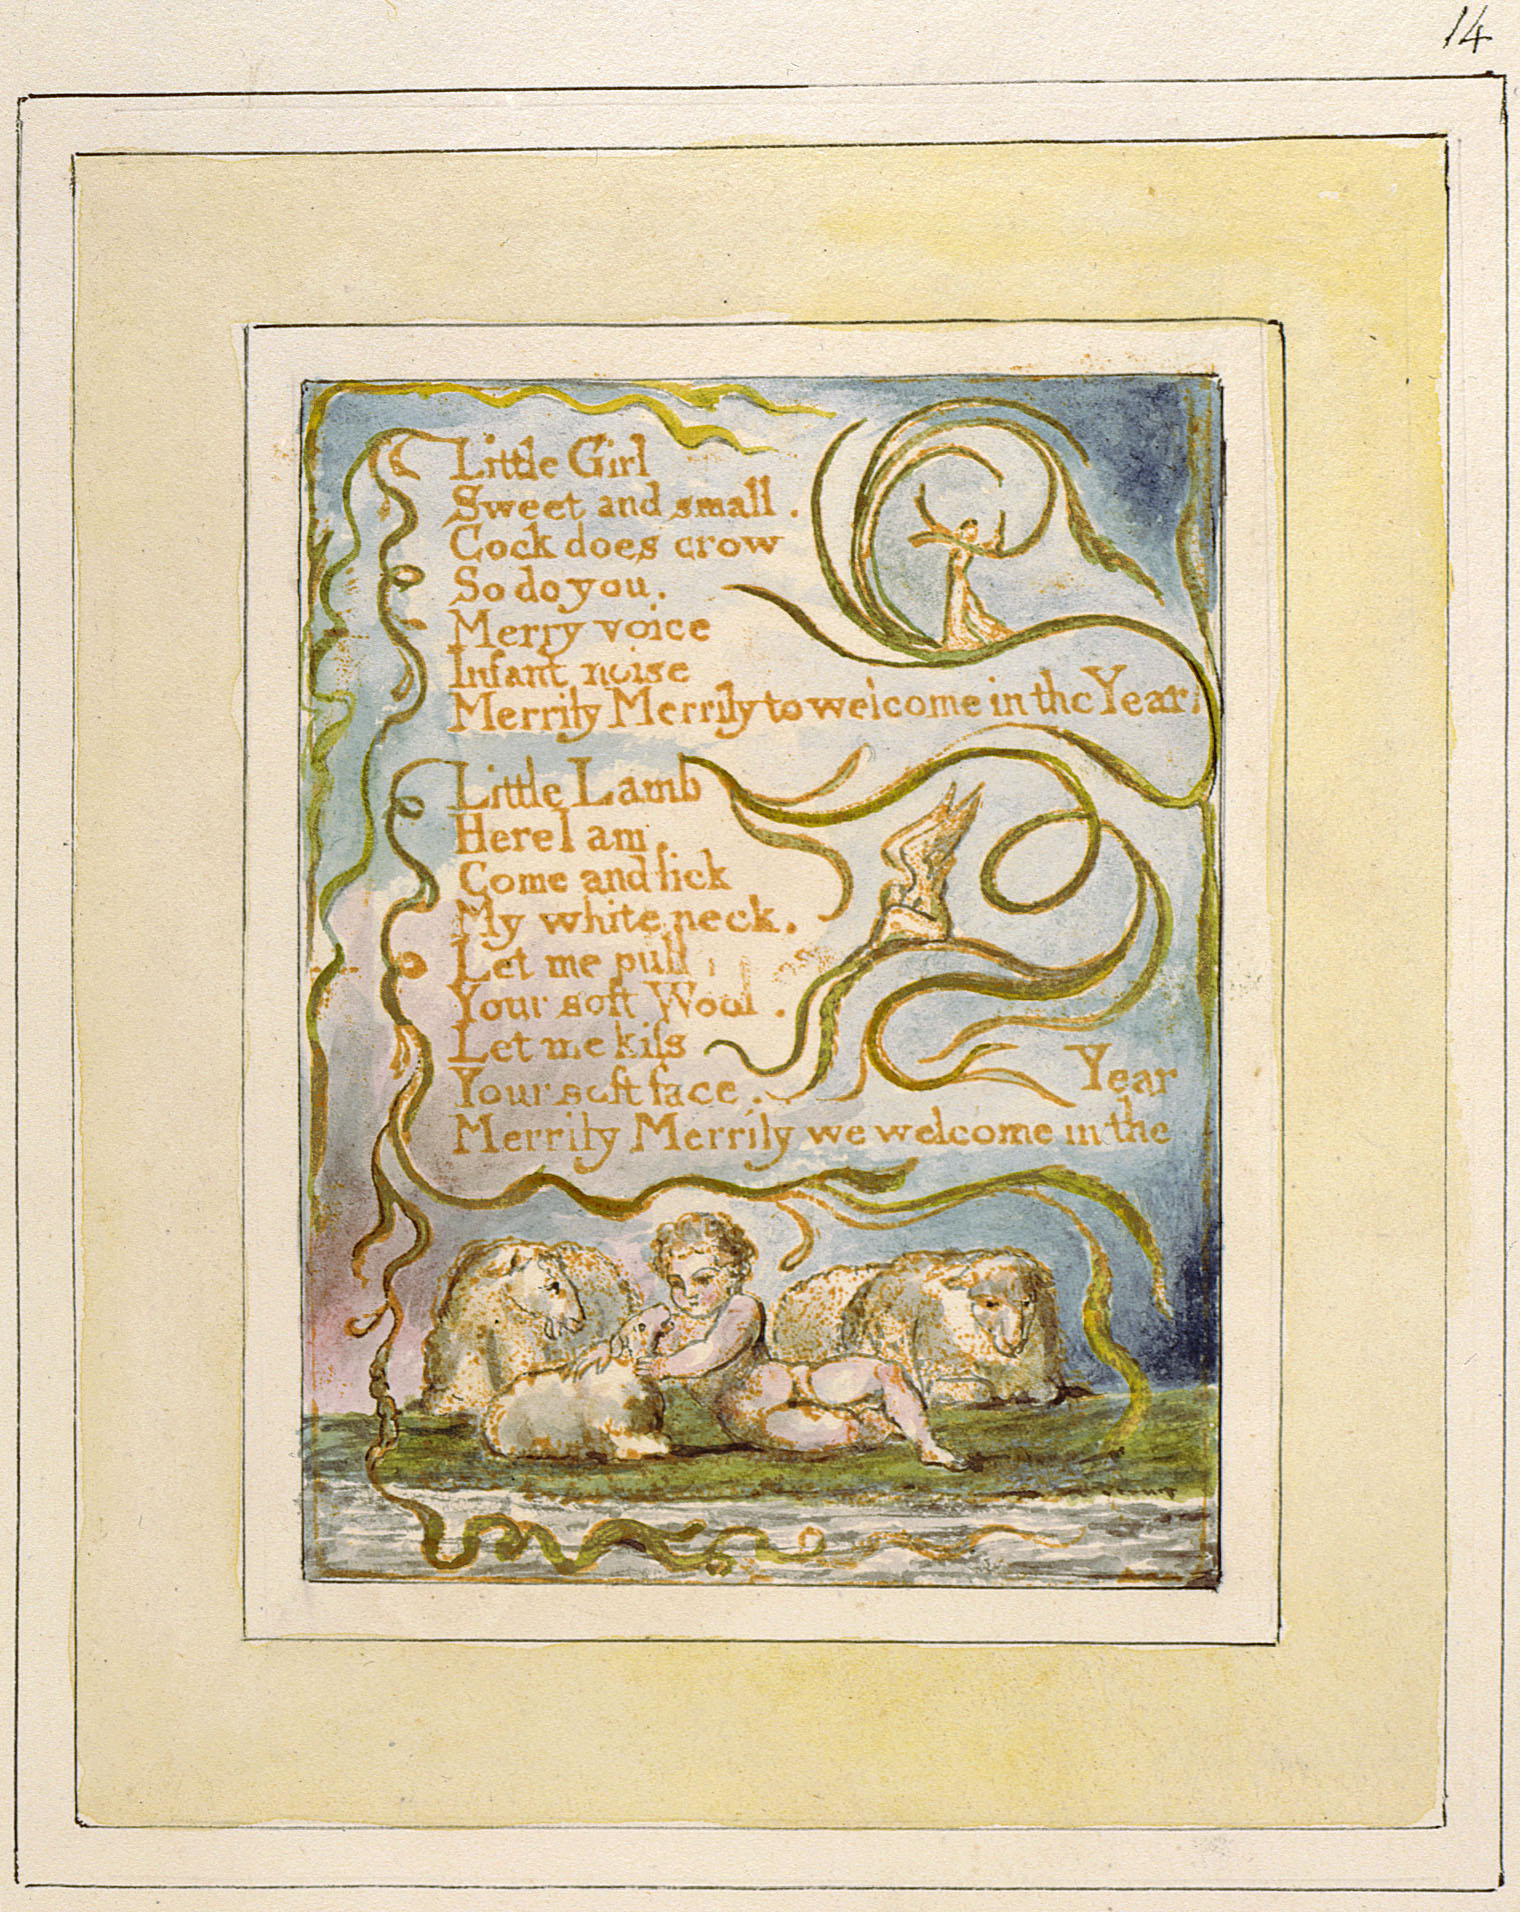 14
Little Girl
Sweet and small.
Cock does crow
So do you.
Merry voice
Infant noise
Merrily Merrily to welcome in the Year
Little Lamb
Here I am,
Come and lick
My white neck.
Let me pull
Your soft Wool.
Let me kiſs
Your soft face.
Merrily Merrily we welcome in the
Year